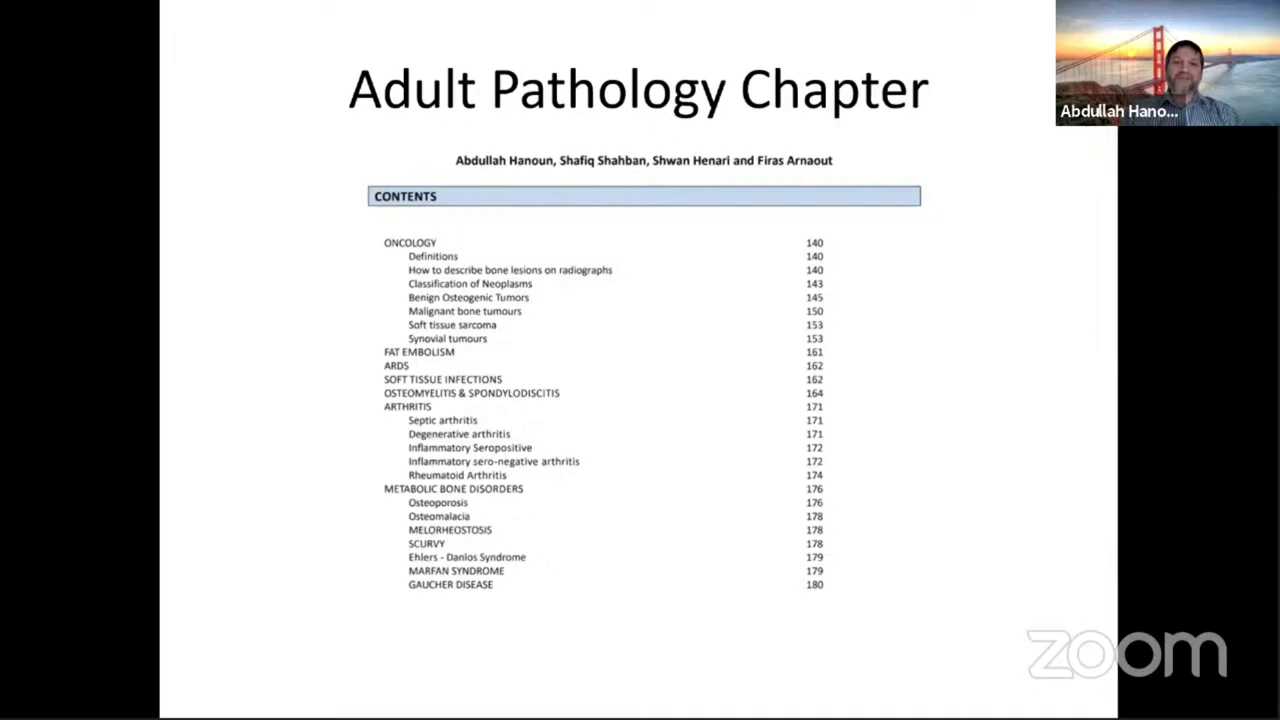 Adult Pathology Chapter
Abdullah Hano...
Abdullah Hanoun, Shafiq Shahban, Shwan Henari and Firas Arnaout
CONTENTS
ONCOLOGY 140
Definitions 140
How to describe bone lesions on radiographs 140
Classification of Neoplasms 143
Benign Osteogenic Tumors 145
Malignant bone tumours 150
Soft tissue sarcoma 153
Synovial tumours 153
FAT EMBOLISM 161
ARDS 162
SOFT TISSUE INFECTIONS 162
OSTEOMYELITIS & SPONDYLODISCITIS 164
ARTHRITIS 171
Septic arthritis 171
Degenerative arthritis 171
Inflammatory Seropositive 172
Inflammatory sero-negative arthritis 172
Rheumatoid Arthritis 174
METABOLIC BONE DISORDERS 176
Osteoporosis 176
Osteomalacia 178
MELORHEOSTOSIS 178
SCURVY 178
Ehlers - Danlos Syndrome 179
MARFAN SYNDROME 179
GAUCHER DISEASE 180
zoom